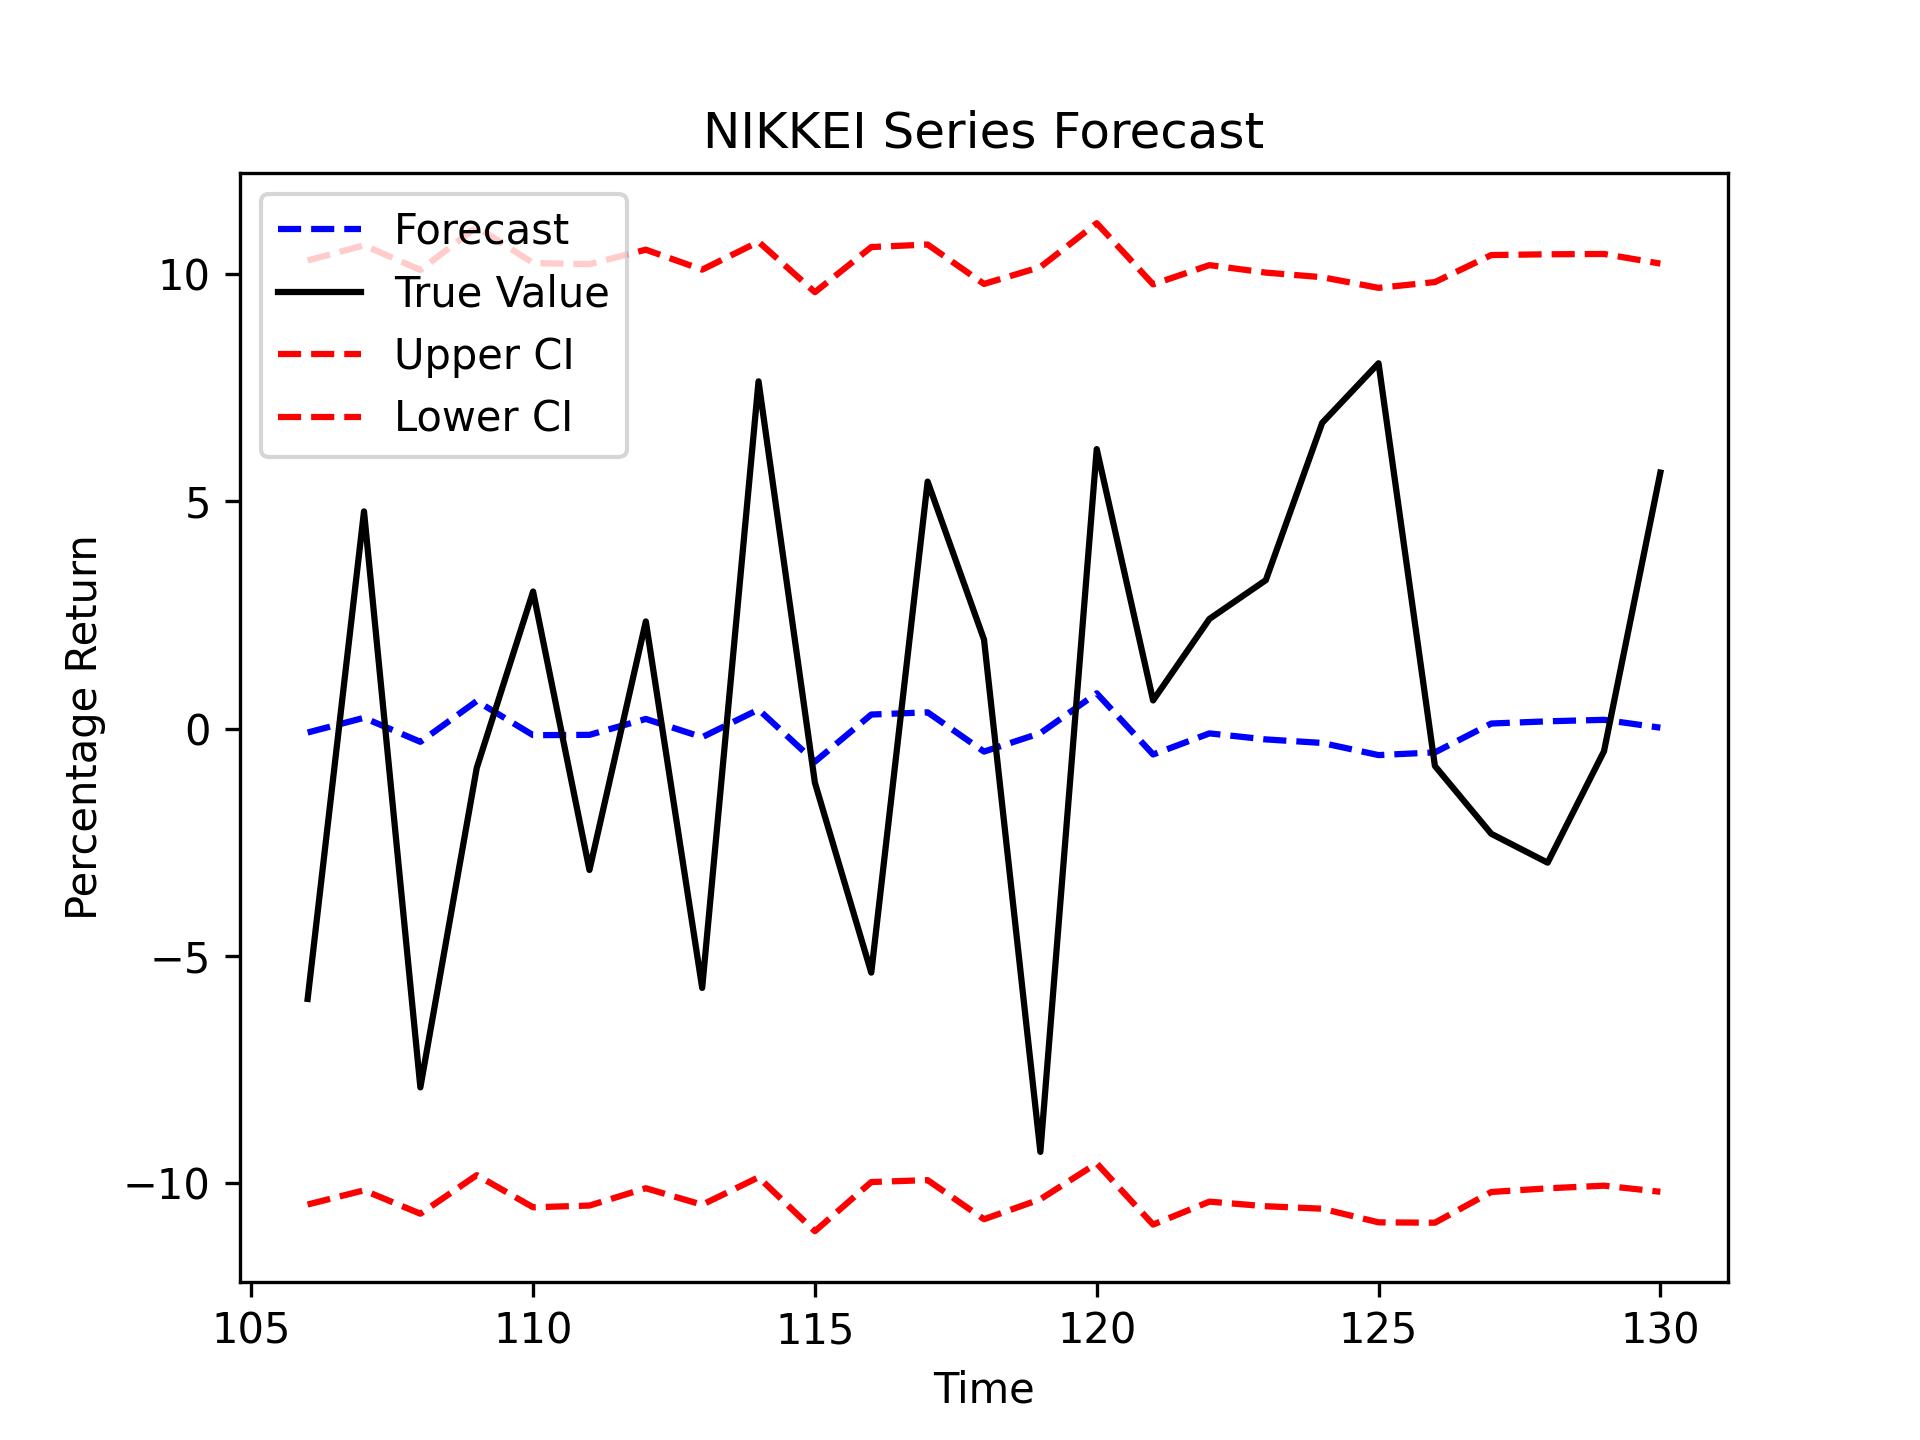 NIKKEI Series Forecast
Forecast
True Value
Upper CI
Lower CI
10
5
0
−5
−10
Percentage Return
105 110 115 120 125 130
Time